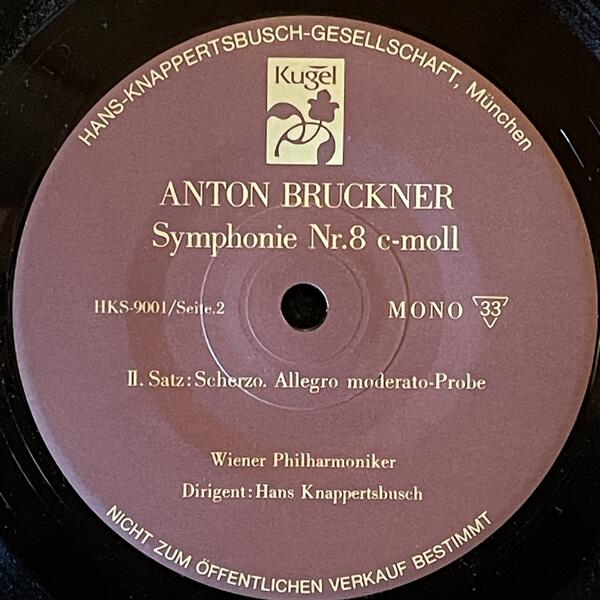 HANS-KNAPPERTSBUSCH-GESELLSCHAFT, München
Kugel
ANTON BRUCKNER
Symphonie Nr.8 c-moll
HKS-9001/Seite.2
MONO 33
II. Satz:Scherzo. Allegro moderato-Probe
Wiener Philharmoniker
Dirigent:Hans Knappertsbusch
NICHT ZUM ÖFFENTLICHEN VERKAUF BESTIMMT